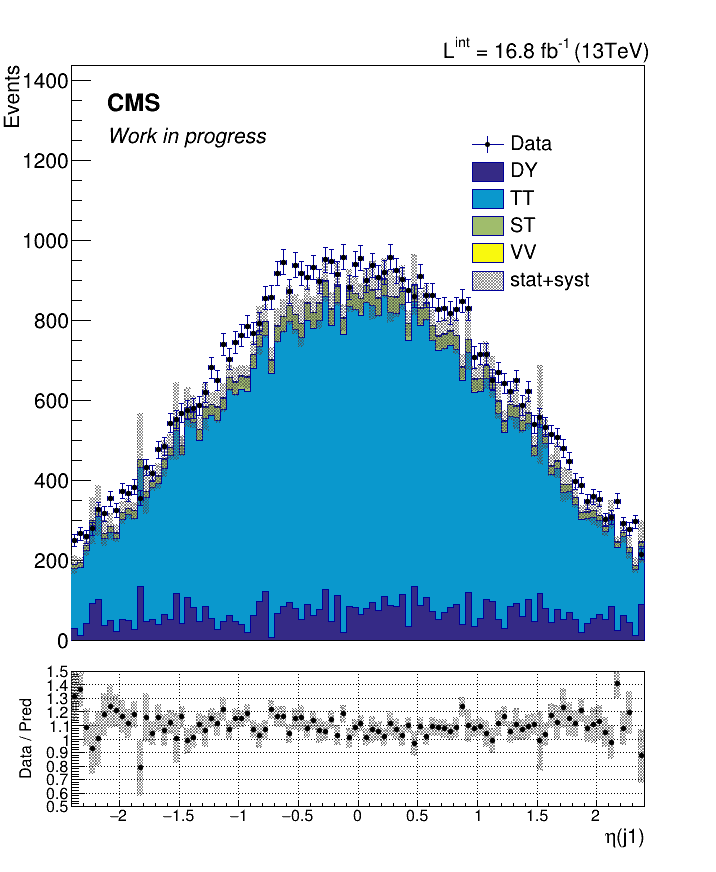 L^int = 16.8 fb^-1 (13TeV)
Events
1400
1200
1000
800
600
400
200
0
CMS
Work in progress
Data
DY
TT
ST
VV
stat+syst
Data / Pred
1.5
1.4
1.3
1.2
1.1
1
0.9
0.8
0.7
0.6
0.5
−2 −1.5 −1 −0.5 0 0.5 1 1.5 2
η(j1)